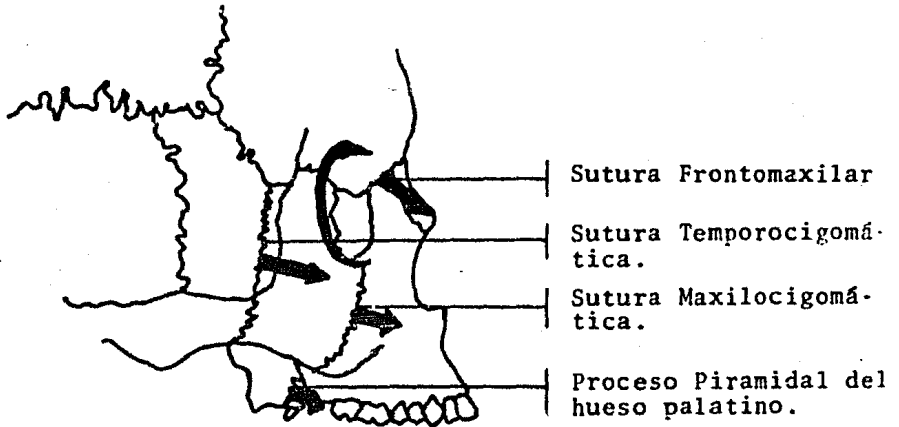 Sutura Frontomaxilar
Sutura Temporocigomá-
tica.
Sutura Maxilocigomá-
tica.
Proceso Piramidal del
hueso palatino.